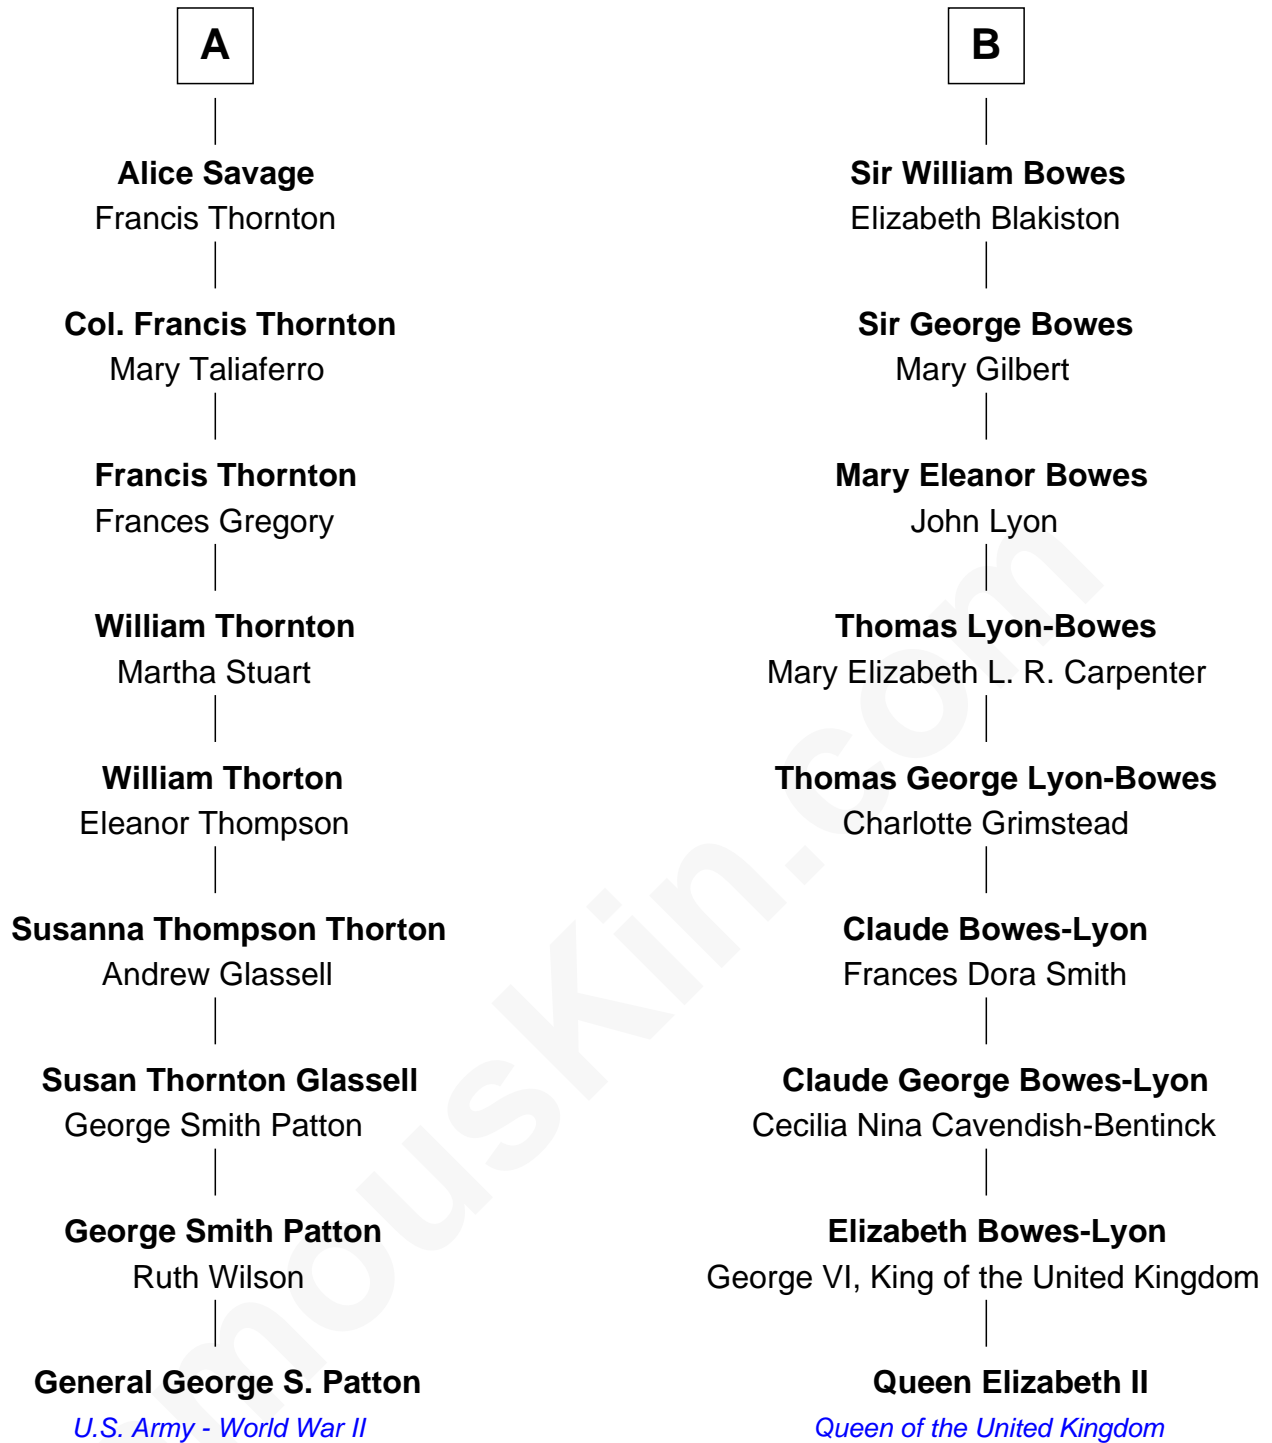 A
Alice Savage
Francis Thornton
Col. Francis Thornton
Mary Taliaferro
Francis Thornton
Frances Gregory
William Thornton
Martha Stuart
William Thorton
Eleanor Thompson
Susanna Thompson Thorton
Andrew Glassell
Susan Thornton Glassell
George Smith Patton
George Smith Patton
Ruth Wilson
General George S. Patton
U.S. Army - World War II
B
Sir William Bowes
Elizabeth Blakiston
Sir George Bowes
Mary Gilbert
Mary Eleanor Bowes
John Lyon
Thomas Lyon-Bowes
Mary Elizabeth L. R. Carpenter
Thomas George Lyon-Bowes
Charlotte Grimstead
Claude Bowes-Lyon
Frances Dora Smith
Claude George Bowes-Lyon
Cecilia Nina Cavendish-Bentinck
Elizabeth Bowes-Lyon
George VI, King of the United Kingdom
Queen Elizabeth II
Queen of the United Kingdom
mousKin.com